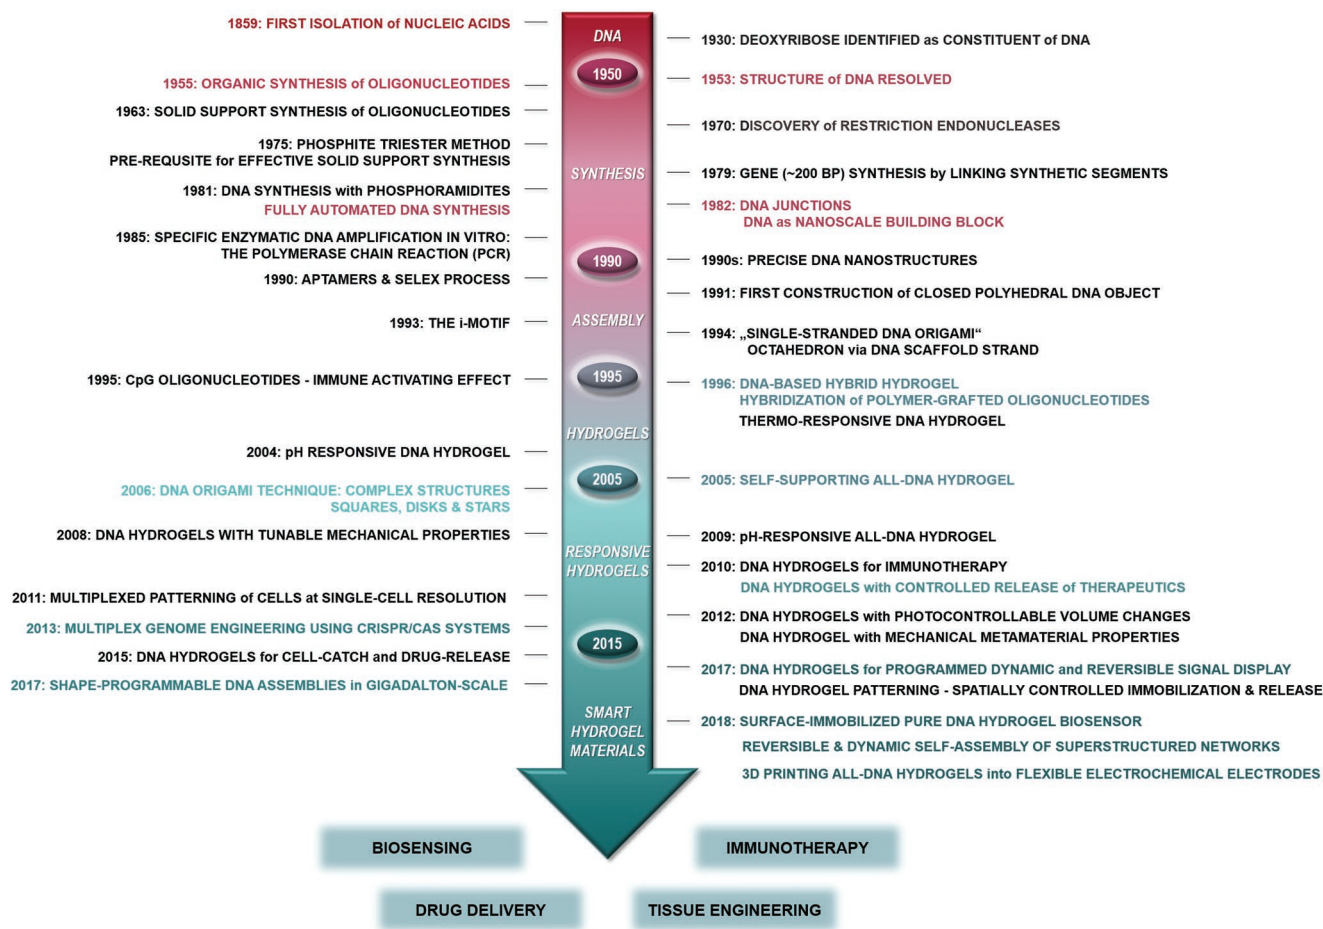 1859: FIRST ISOLATION of NUCLEIC ACIDS
1955: ORGANIC SYNTHESIS of OLIGONUCLEOTIDES
1963: SOLID SUPPORT SYNTHESIS of OLIGONUCLEOTIDES
1975: PHOSPHITE TRIESTER METHOD
PRE-REQUSITE for EFFECTIVE SOLID SUPPORT SYNTHESIS
1981: DNA SYNTHESIS with PHOSPHORAMIDITES
FULLY AUTOMATED DNA SYNTHESIS
1985: SPECIFIC ENZYMATIC DNA AMPLIFICATION IN VITRO:
THE POLYMERASE CHAIN REACTION (PCR)
1990: APTAMERS & SELEX PROCESS
1993: THE i-MOTIF
1995: CpG OLIGONUCLEOTIDES - IMMUNE ACTIVATING EFFECT
2004: pH RESPONSIVE DNA HYDROGEL
2006: DNA ORIGAMI TECHNIQUE: COMPLEX STRUCTURES
SQUARES, DISKS & STARS
2008: DNA HYDROGELS WITH TUNABLE MECHANICAL PROPERTIES
2011: MULTIPLEXED PATTERNING of CELLS at SINGLE-CELL RESOLUTION
2013: MULTIPLEX GENOME ENGINEERING USING CRISPR/CAS SYSTEMS
2015: DNA HYDROGELS for CELL-CATCH and DRUG-RELEASE
2017: SHAPE-PROGRAMMABLE DNA ASSEMBLIES in GIGADALTON-SCALE
DNA
1950
SYNTHESIS
1990
ASSEMBLY
1995
HYDROGELS
2005
RESPONSIVE
HYDROGELS
2015
SMART
HYDROGEL
MATERIALS
1930: DEOXYRIBOSE IDENTIFIED as CONSTITUENT of DNA
1953: STRUCTURE of DNA RESOLVED
1970: DISCOVERY of RESTRICTION ENDONUCLEASES
1979: GENE (~200 BP) SYNTHESIS by LINKING SYNTHETIC SEGMENTS
1982: DNA JUNCTIONS
DNA as NANOSCALE BUILDING BLOCK
1990s: PRECISE DNA NANOSTRUCTURES
1991: FIRST CONSTRUCTION of CLOSED POLYHEDRAL DNA OBJECT
1994: „SINGLE-STRANDED DNA ORIGAMI“
OCTAHEDRON via DNA SCAFFOLD STRAND
1996: DNA-BASED HYBRID HYDROGEL
HYBRIDIZATION of POLYMER-GRAFTED OLIGONUCLEOTIDES
THERMO-RESPONSIVE DNA HYDROGEL
2005: SELF-SUPPORTING ALL-DNA HYDROGEL
2009: pH-RESPONSIVE ALL-DNA HYDROGEL
2010: DNA HYDROGELS for IMMUNOTHERAPY
DNA HYDROGELS with CONTROLLED RELEASE of THERAPEUTICS
2012: DNA HYDROGELS with PHOTOCONTROLLABLE VOLUME CHANGES
DNA HYDROGEL with MECHANICAL METAMATERIAL PROPERTIES
2017: DNA HYDROGELS for PROGRAMMED DYNAMIC and REVERSIBLE SIGNAL DISPLAY
DNA HYDROGEL PATTERNING - SPATIALLY CONTROLLED IMMOBILIZATION & RELEASE
2018: SURFACE-IMMOBILIZED PURE DNA HYDROGEL BIOSENSOR
REVERSIBLE & DYNAMIC SELF-ASSEMBLY OF SUPERSTRUCTURED NETWORKS
3D PRINTING ALL-DNA HYDROGELS into FLEXIBLE ELECTROCHEMICAL ELECTRODES
BIOSENSING
IMMUNOTHERAPY
DRUG DELIVERY
TISSUE ENGINEERING